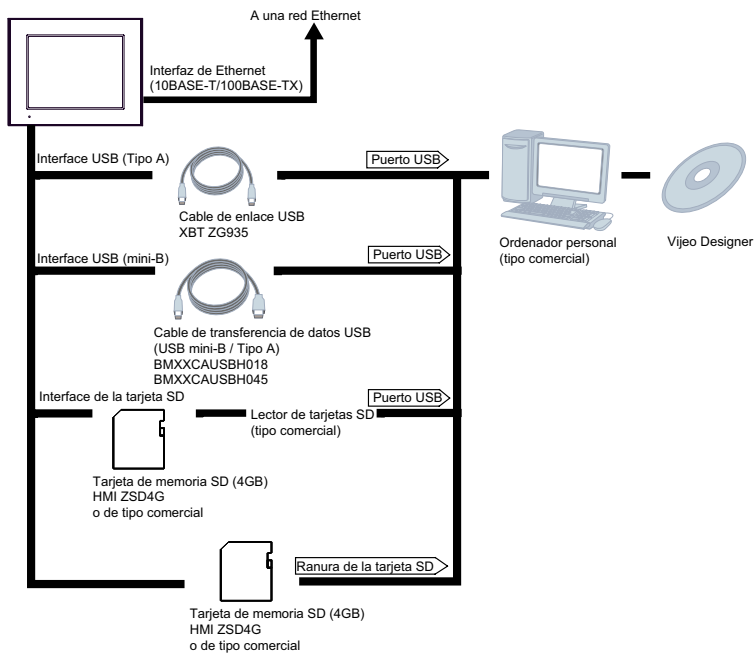 A una red Ethernet
Interfaz de Ethernet
(10BASE-T/100BASE-TX)
Interface USB (Tipo A)
Puerto USB
Cable de enlace USB
XBT ZG935
Ordenador personal
(tipo comercial)
Vijeo Designer
Interface USB (mini-B)
Puerto USB
Cable de transferencia de datos USB
(USB mini-B / Tipo A)
BMXXCAUSBH018
BMXXCAUSBH045
Interface de la tarjeta SD
Puerto USB
Lector de tarjetas SD
(tipo comercial)
Tarjeta de memoria SD (4GB)
HMI ZSD4G
o de tipo comercial
Ranura de la tarjeta SD
Tarjeta de memoria SD (4GB)
HMI ZSD4G
o de tipo comercial